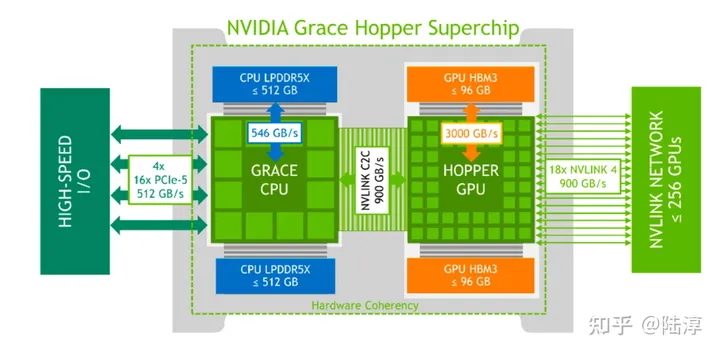 NVIDIA Grace Hopper Superchip
HIGH-SPEED
I/O
4x
16x PCIe-5
512 GB/s
CPU LPDDR5X
≤ 512 GB
546 GB/s
GRACE
CPU
CPU LPDDR5X
≤ 512 GB
NVLINK C2C
900 GB/s
GPU HBM3
≤ 96 GB
3000 GB/s
HOPPER
GPU
GPU HBM3
≤ 96 GB
18x NVLINK 4
900 GB/s
NVLINK NETWORK
≤ 256 GPUs
Hardware Coherency
知乎 @陆淳